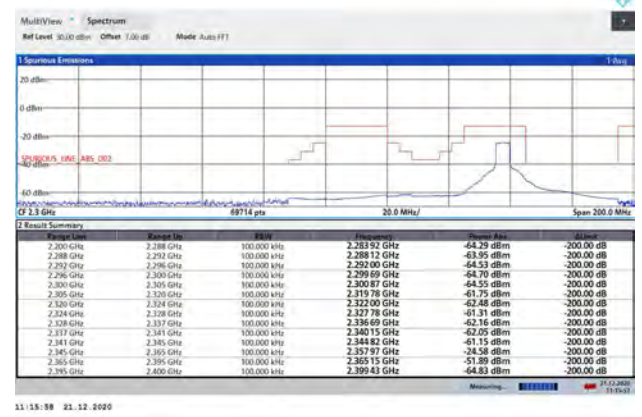 MultiView Spectrum
Ref Level 30.00 dBm Offset 7.00 dB Mode Auto FFT
1 Spurious Emissions
20 dBm
0 dBm
-20 dBm
SPURIOUS_LINE_ABS_002
-40 dBm
-60 dBm
CF 2.3 GHz 69714 pts 20.0 MHz/ Span 200.0 MHz
2 Result Summary
Range Low Range Up RBW Frequency Power Abs ΔLimit
2.200 GHz 2.288 GHz 100.000 kHz 2.28392 GHz -64.29 dBm -200.00 dB
2.288 GHz 2.292 GHz 100.000 kHz 2.28812 GHz -63.95 dBm -200.00 dB
2.292 GHz 2.296 GHz 100.000 kHz 2.29200 GHz -64.53 dBm -200.00 dB
2.296 GHz 2.300 GHz 100.000 kHz 2.29969 GHz -64.70 dBm -200.00 dB
2.300 GHz 2.305 GHz 100.000 kHz 2.30087 GHz -64.55 dBm -200.00 dB
2.305 GHz 2.320 GHz 100.000 kHz 2.31978 GHz -61.75 dBm -200.00 dB
2.320 GHz 2.324 GHz 100.000 kHz 2.32200 GHz -62.48 dBm -200.00 dB
2.324 GHz 2.328 GHz 100.000 kHz 2.32778 GHz -61.31 dBm -200.00 dB
2.328 GHz 2.337 GHz 100.000 kHz 2.33669 GHz -62.16 dBm -200.00 dB
2.337 GHz 2.341 GHz 100.000 kHz 2.34015 GHz -62.05 dBm -200.00 dB
2.341 GHz 2.345 GHz 100.000 kHz 2.34482 GHz -61.15 dBm -200.00 dB
2.345 GHz 2.365 GHz 100.000 kHz 2.35797 GHz -24.58 dBm -200.00 dB
2.365 GHz 2.395 GHz 100.000 kHz 2.36515 GHz -51.89 dBm -200.00 dB
2.395 GHz 2.400 GHz 100.000 kHz 2.39943 GHz -64.83 dBm -200.00 dB
Measuring... 21.12.2020
11:15:57
11:15:58 21.12.2020